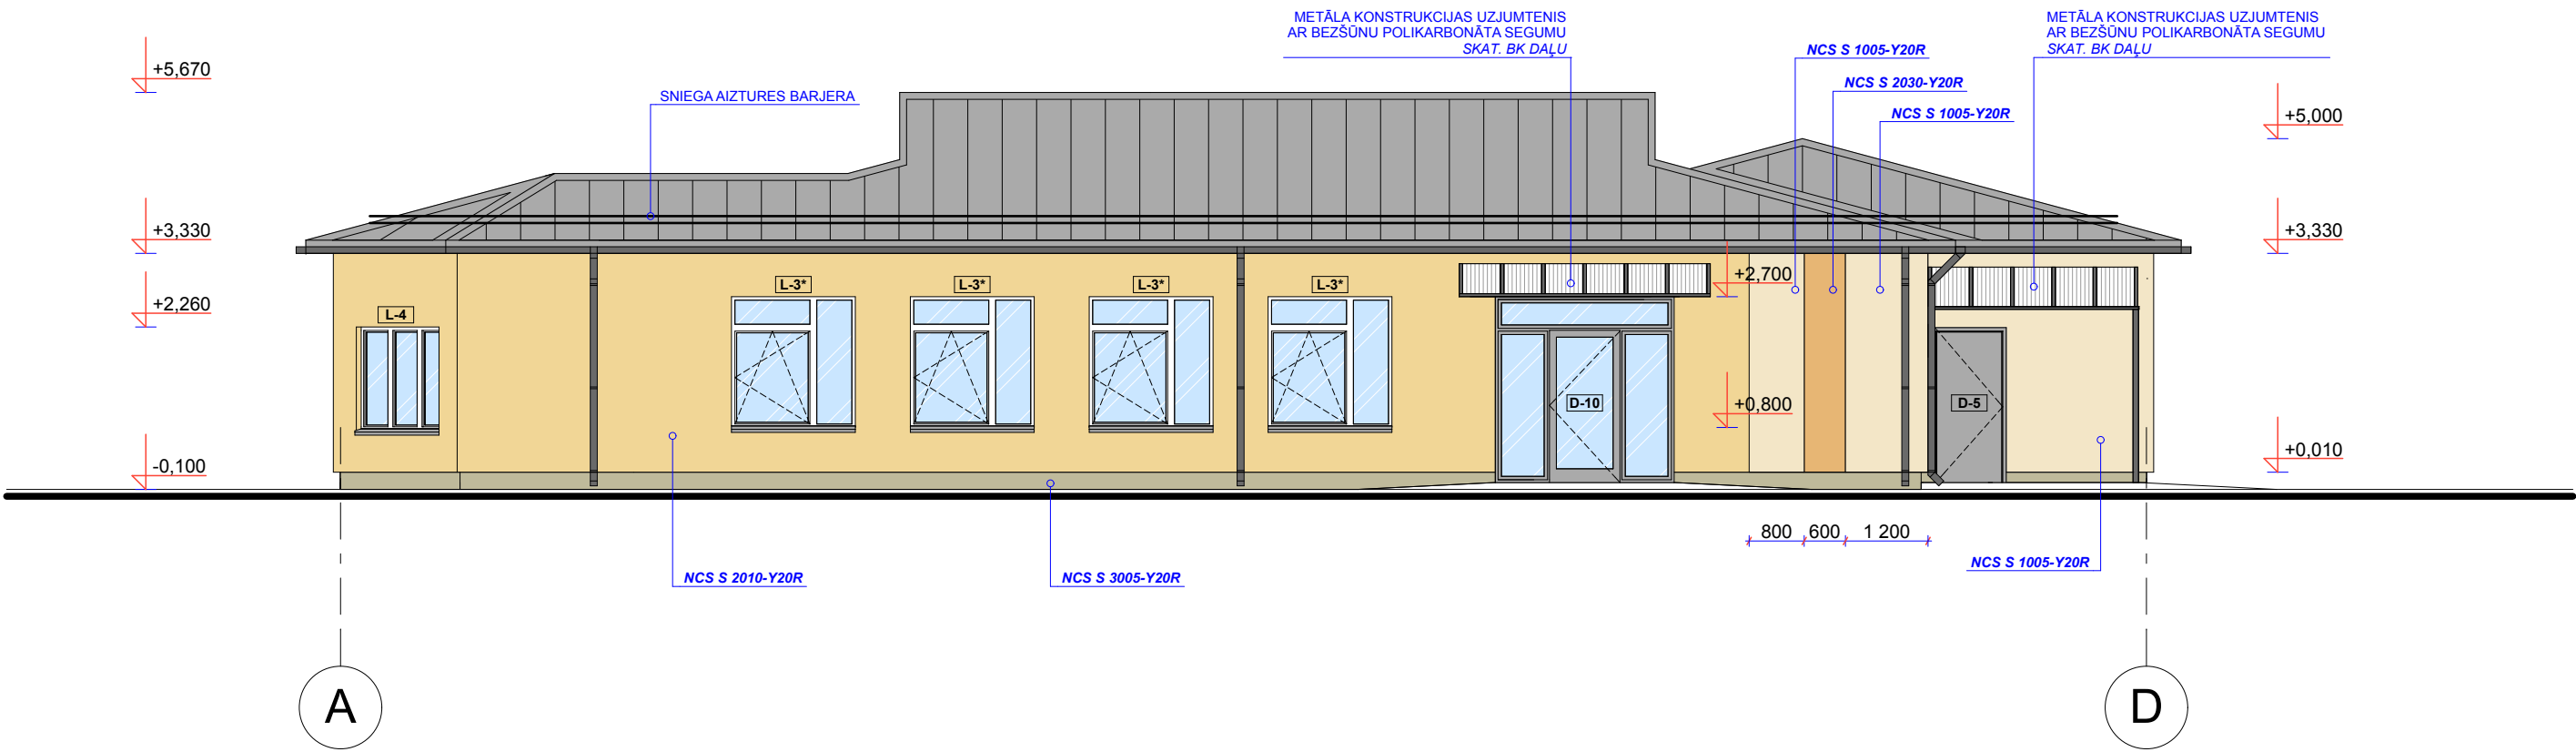 METĀLA KONSTRUKCIJAS UZJUMTENIS
AR BEZŠŪNU POLIKARBONĀTA SEGUMU
SKAT. BK DAĻU
METĀLA KONSTRUKCIJAS UZJUMTENIS
AR BEZŠŪNU POLIKARBONĀTA SEGUMU
SKAT. BK DAĻU
NCS S 1005-Y20R
NCS S 2030-Y20R
NCS S 1005-Y20R
+5,670
SNIEGA AIZTURES BARJERA
+5,000
+3,330
+3,330
+2,260
+2,700
L-4
L-3*
L-3*
L-3*
L-3*
D-10
+0,800
D-5
-0,100
+0,010
800
600
1 200
NCS S 2010-Y20R
NCS S 3005-Y20R
NCS S 1005-Y20R
A
D